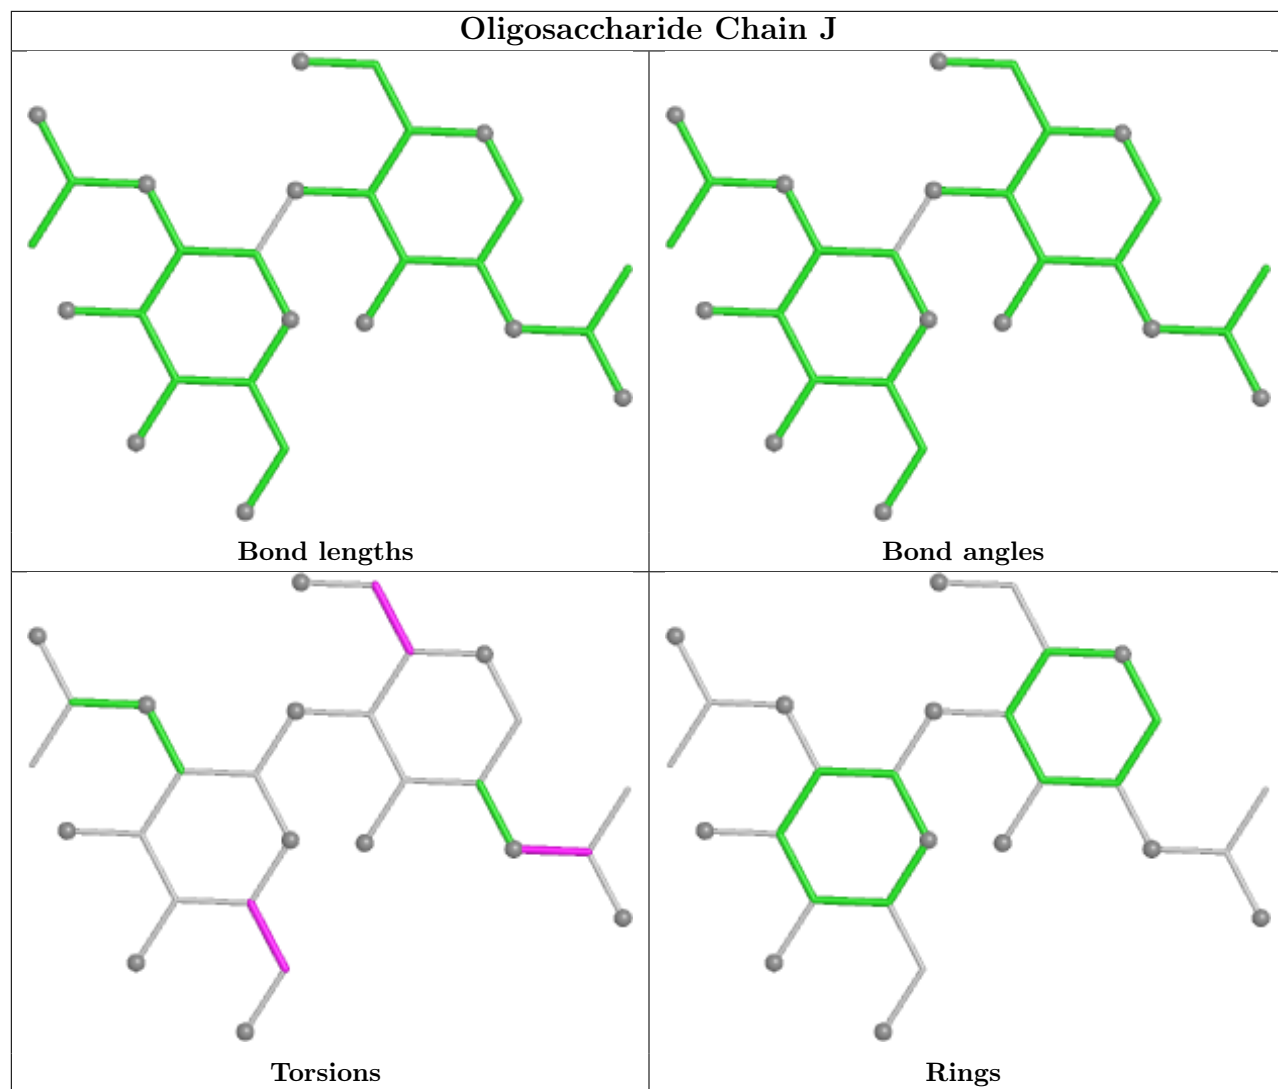 Oligosaccharide Chain J
Bond lengths
Bond angles
Torsions
Rings